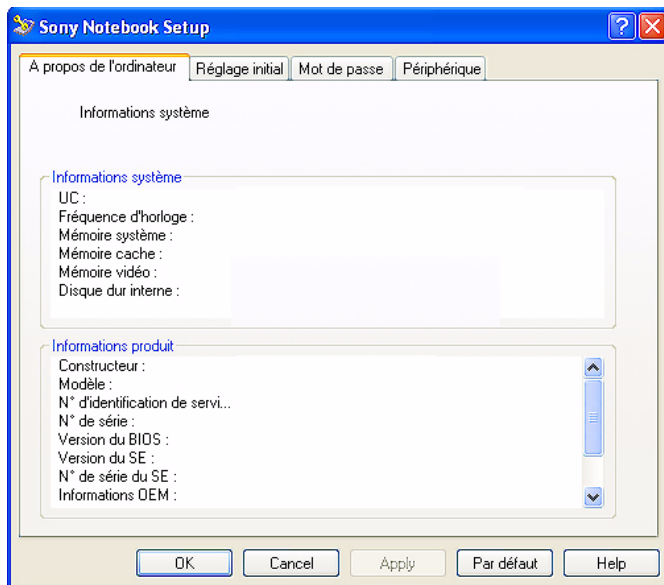 Sony Notebook Setup
A propos de l'ordinateur Réglage initial Mot de passe Périphérique
Informations système
Informations système
UC :
Fréquence d'horloge :
Mémoire système :
Mémoire cache :
Mémoire vidéo :
Disque dur interne :
Informations produit
Constructeur :
Modèle :
N° d'identification de servi...
N° de série :
Version du BIOS :
Version du SE :
N° de série du SE :
Informations OEM :
OK Cancel Apply Par défaut Help